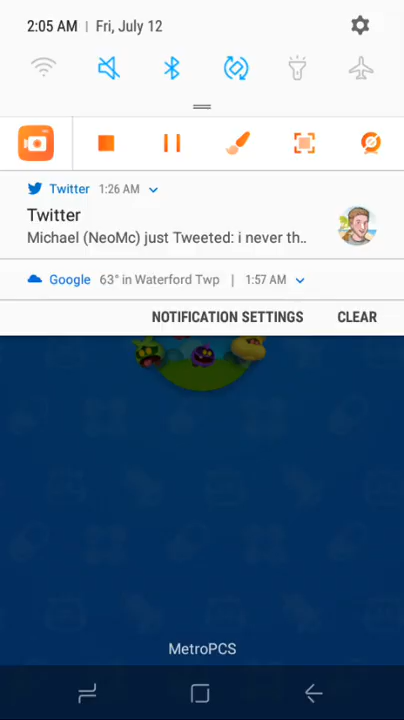 2:05 AM | Fri, July 12
Twitter 1:26 AM
Twitter
Michael (NeoMc) just Tweeted: i never th..
Google 63° in Waterford Twp | 1:57 AM
NOTIFICATION SETTINGS CLEAR
MetroPCS